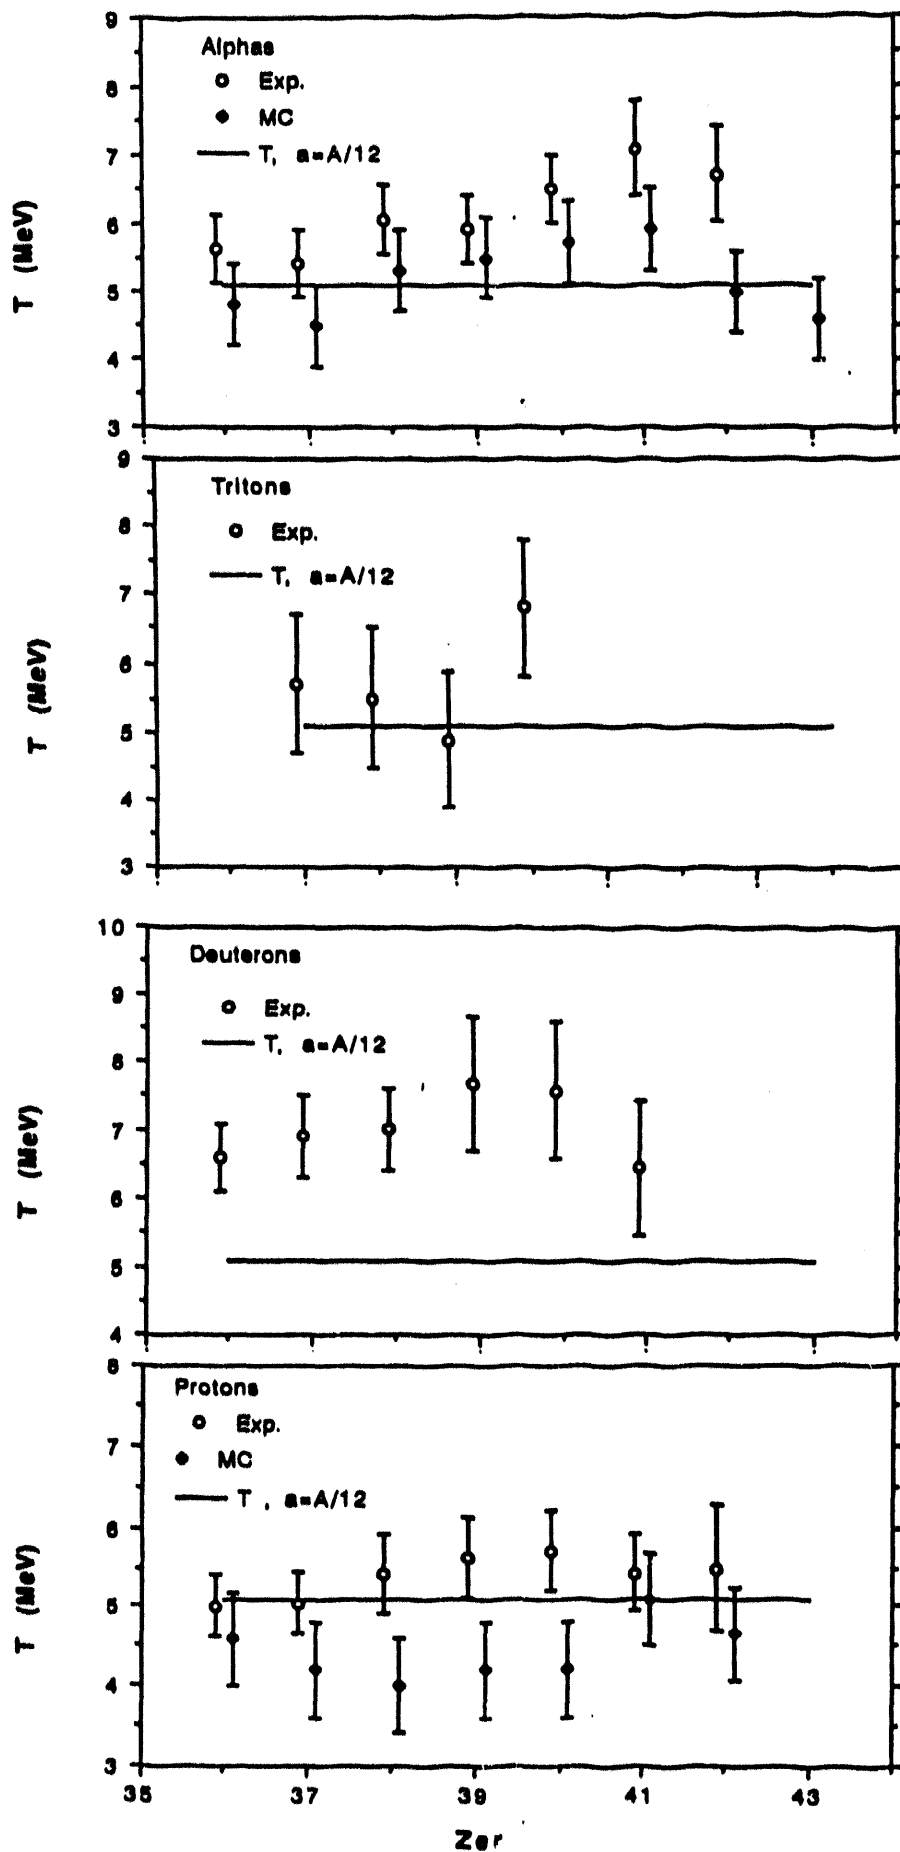 9
Alphas
Exp.
8
MC
T, a=A/12
7
6
T (MeV)
5
4
3
9
Tritons
8
Exp.
T, a=A/12
7
6
T (MeV)
5
4
3
10
Deuterons
9
Exp.
T, a=A/12
8
7
T (MeV)
6
5
4
8
Protons
Exp.
7
MC
T , a=A/12
6
T (MeV)
5
4
3
35 37 39 41 43
Zer